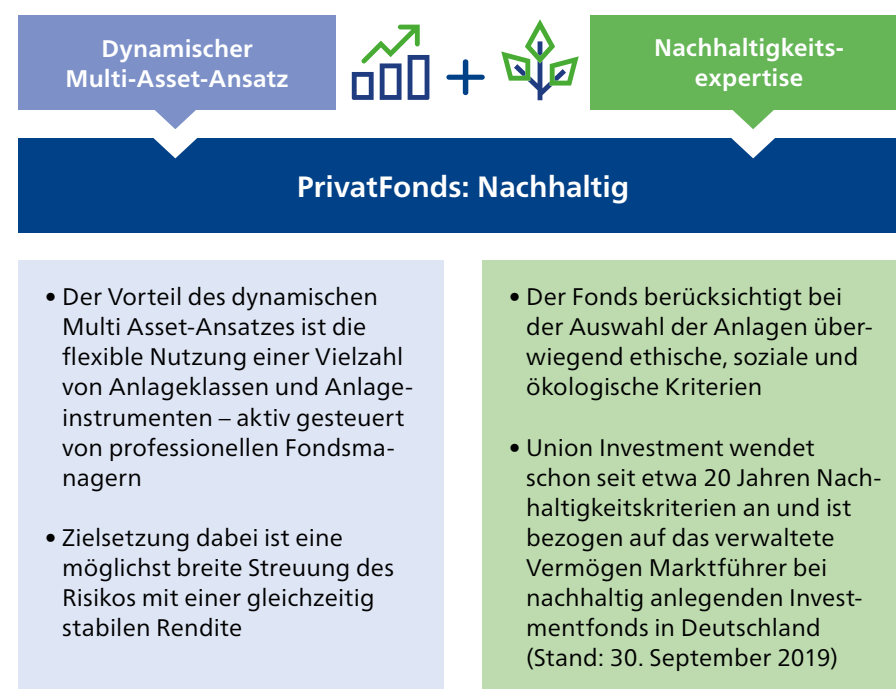 Dynamischer
Multi-Asset-Ansatz
Nachhaltigkeits-
expertise
PrivatFonds: Nachhaltig
• Der Vorteil des dynamischen
Multi Asset-Ansatzes ist die
flexible Nutzung einer Vielzahl
von Anlageklassen und Anlage-
instrumenten – aktiv gesteuert
von professionellen Fondsma-
nagern
• Zielsetzung dabei ist eine
möglichst breite Streuung des
Risikos mit einer gleichzeitig
stabilen Rendite
• Der Fonds berücksichtigt bei
der Auswahl der Anlagen über-
wiegend ethische, soziale und
ökologische Kriterien
• Union Investment wendet
schon seit etwa 20 Jahren Nach-
haltigkeitskriterien an und ist
bezogen auf das verwaltete
Vermögen Marktführer bei
nachhaltig anlegenden Invest-
mentfonds in Deutschland
(Stand: 30. September 2019)